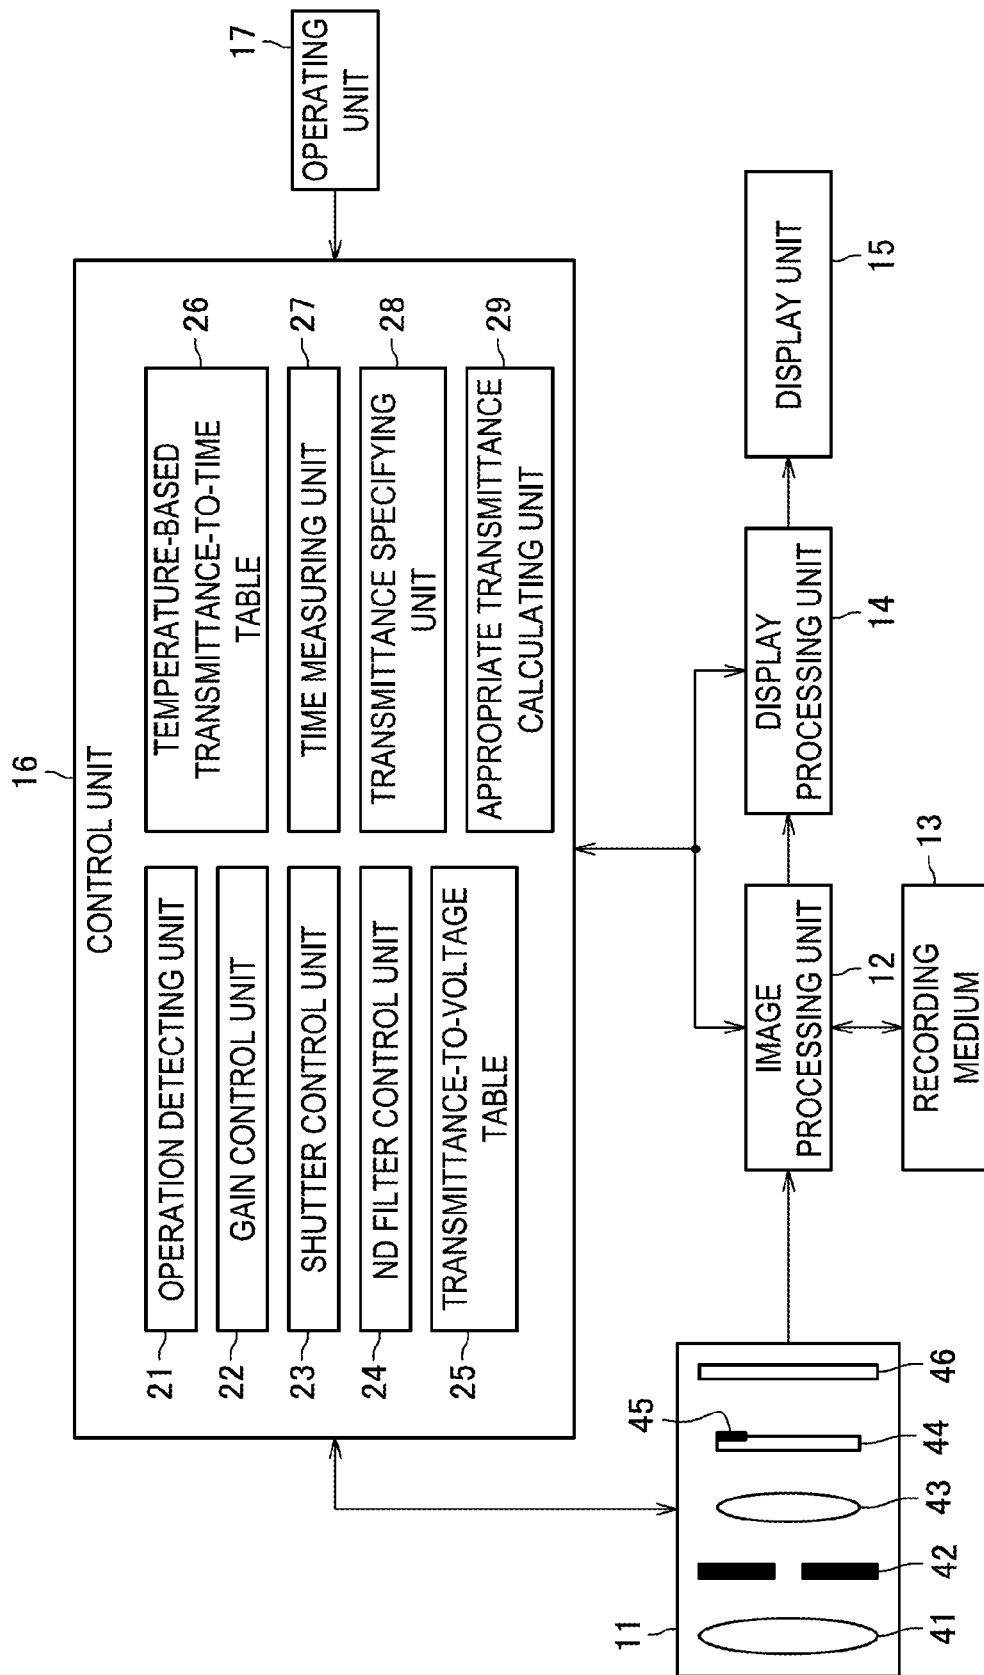 16
CONTROL UNIT
21
OPERATION DETECTING UNIT
22
GAIN CONTROL UNIT
23
SHUTTER CONTROL UNIT
24
ND FILTER CONTROL UNIT
25
TRANSMITTANCE-TO-VOLTAGE
TABLE
TEMPERATURE-BASED
TRANSMITTANCE-TO-TIME
TABLE
26
TIME MEASURING UNIT
27
TRANSMITTANCE SPECIFYING
UNIT
28
APPROPRIATE TRANSMITTANCE
CALCULATING UNIT
29
17
OPERATING
UNIT
11
41
42
43
44
45
46
IMAGE
PROCESSING UNIT
12
RECORDING
MEDIUM
13
DISPLAY
PROCESSING UNIT
14
DISPLAY UNIT
15